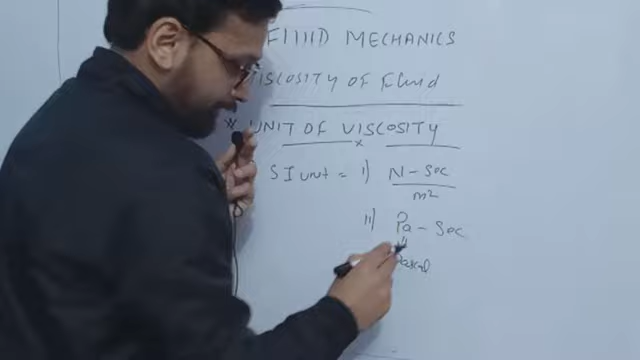 FLUID MECHANICS
VISCOSITY OF Fluid
* UNIT OF VISCOSITY
SI unit = i) N - Sec
m²
ii) Pa - Sec
Pascal